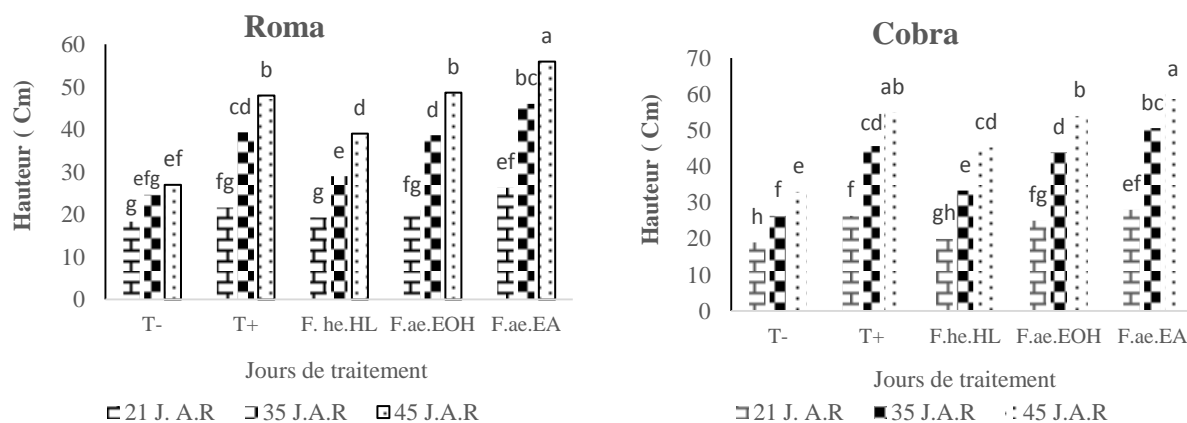 Roma
Hauteur ( Cm)
60
50
40
30
20
10
0
g
efg
ef
fg
cd
b
g
e
d
fg
d
b
ef
bc
a
T-
T+
F. he.HL
F.ae.EOH
F.ae.EA
Jours de traitement
21 J. A.R
35 J.A.R
45 J.A.R
Cobra
Hauteur ( Cm)
70
60
50
40
30
20
10
0
h
f
e
f
cd
ab
gh
e
cd
fg
d
b
ef
bc
a
T-
T+
F.he.HL
F.ae.EOH
F.ae.EA
Jours de traitement
21 J.A.R
35 J.A.R
45 J.A.R